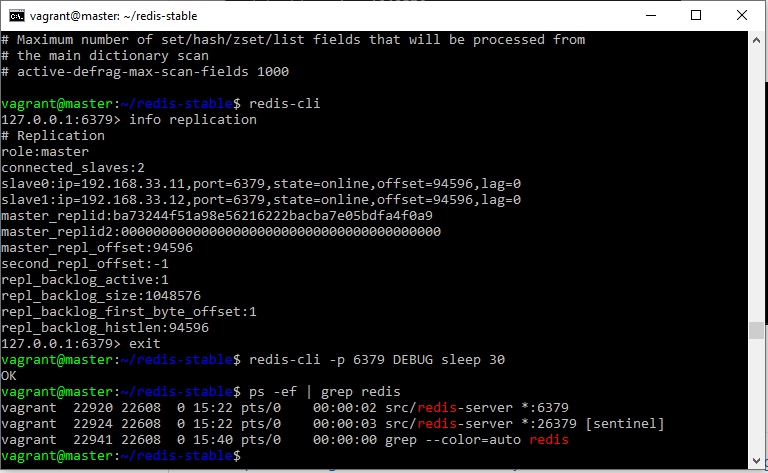 vagrant@master: ~/redis-stable
# Maximum number of set/hash/zset/list fields that will be processed from
# the main dictionary scan
# active-defrag-max-scan-fields 1000
vagrant@master:~/redis-stable$ redis-cli
127.0.0.1:6379> info replication
# Replication
role:master
connected_slaves:2
slave0:ip=192.168.33.11,port=6379,state=online,offset=94596,lag=0
slave1:ip=192.168.33.12,port=6379,state=online,offset=94596,lag=0
master_replid:ba73244f51a98e56216222bacba7e05bdfa4f0a9
master_replid2:0000000000000000000000000000000000000000
master_repl_offset:94596
second_repl_offset:-1
repl_backlog_active:1
repl_backlog_size:1048576
repl_backlog_first_byte_offset:1
repl_backlog_histlen:94596
127.0.0.1:6379> exit
vagrant@master:~/redis-stable$ redis-cli -p 6379 DEBUG sleep 30
OK
vagrant@master:~/redis-stable$ ps -ef | grep redis
vagrant  22920 22608  0 15:22 pts/0    00:00:02 src/redis-server *:6379
vagrant  22924 22608  0 15:22 pts/0    00:00:03 src/redis-server *:26379 [sentinel]
vagrant  22941 22608  0 15:40 pts/0    00:00:00 grep --color=auto redis
vagrant@master:~/redis-stable$